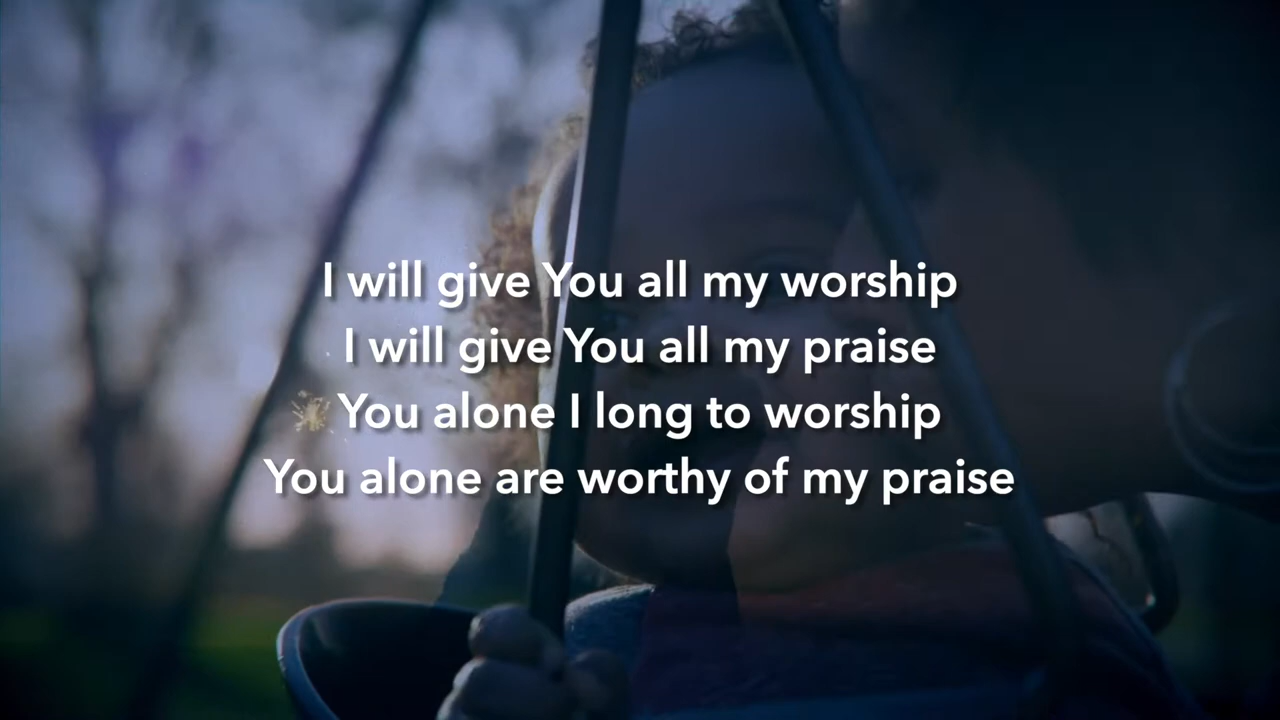 I will give You all my worship
I will give You all my praise
You alone I long to worship
You alone are worthy of my praise